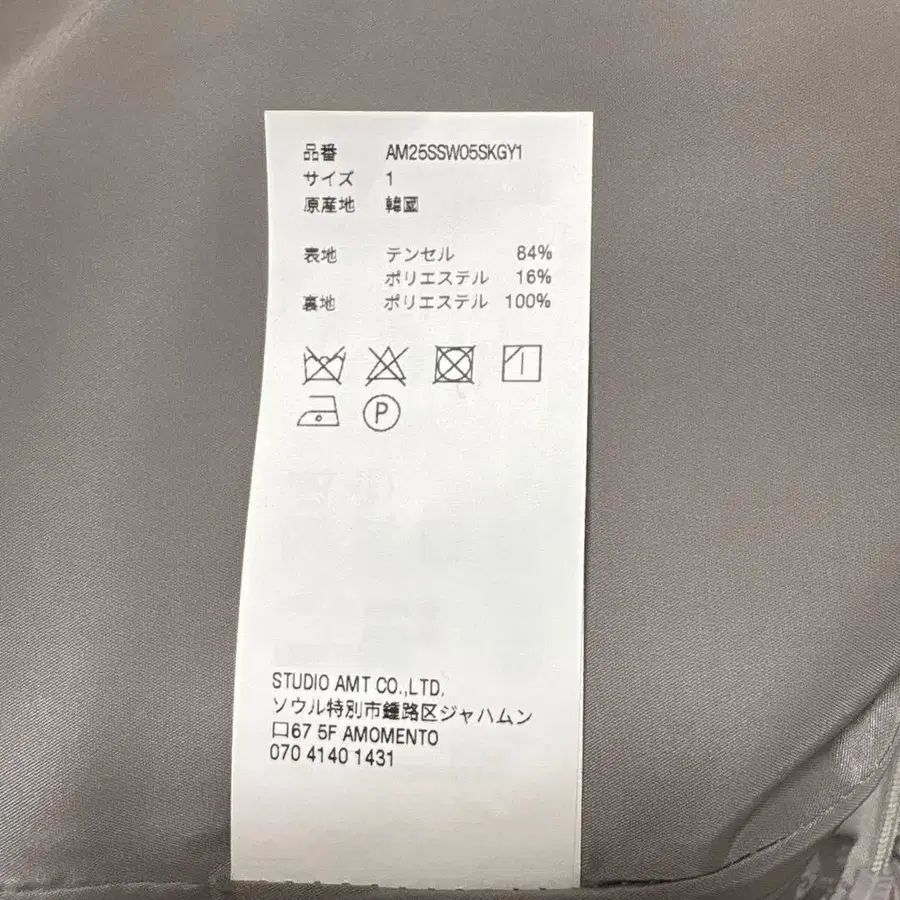 品番 AM25SSW05SKGY1
サイズ 1
原産地 韓國
表地 テンセル 84%
ポリエステル 16%
裏地 ポリエステル 100%
P
STUDIO AMT CO.,LTD.
ソウル特別市鍾路区ジャハムン
口67 5F AMOMENTO
070 4140 1431